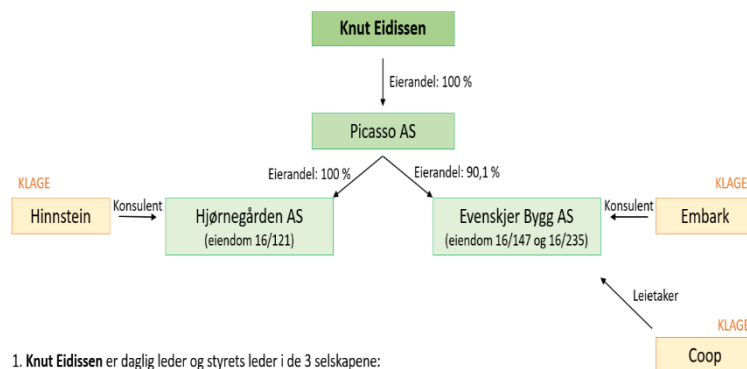 Knut Eidissen
Eierandel: 100 %
Picasso AS
Eierandel: 100 %
Eierandel: 90,1 %
KLAGE
Hinnstein
Konsulent
Hjørnegården AS
(eiendom 16/121)
Evenskjer Bygg AS
(eiendom 16/147 og 16/235)
Konsulent
KLAGE
Embark
Leietaker
KLAGE
Coop
1. Knut Eidissen er daglig leder og styrets leder i de 3 selskapene: